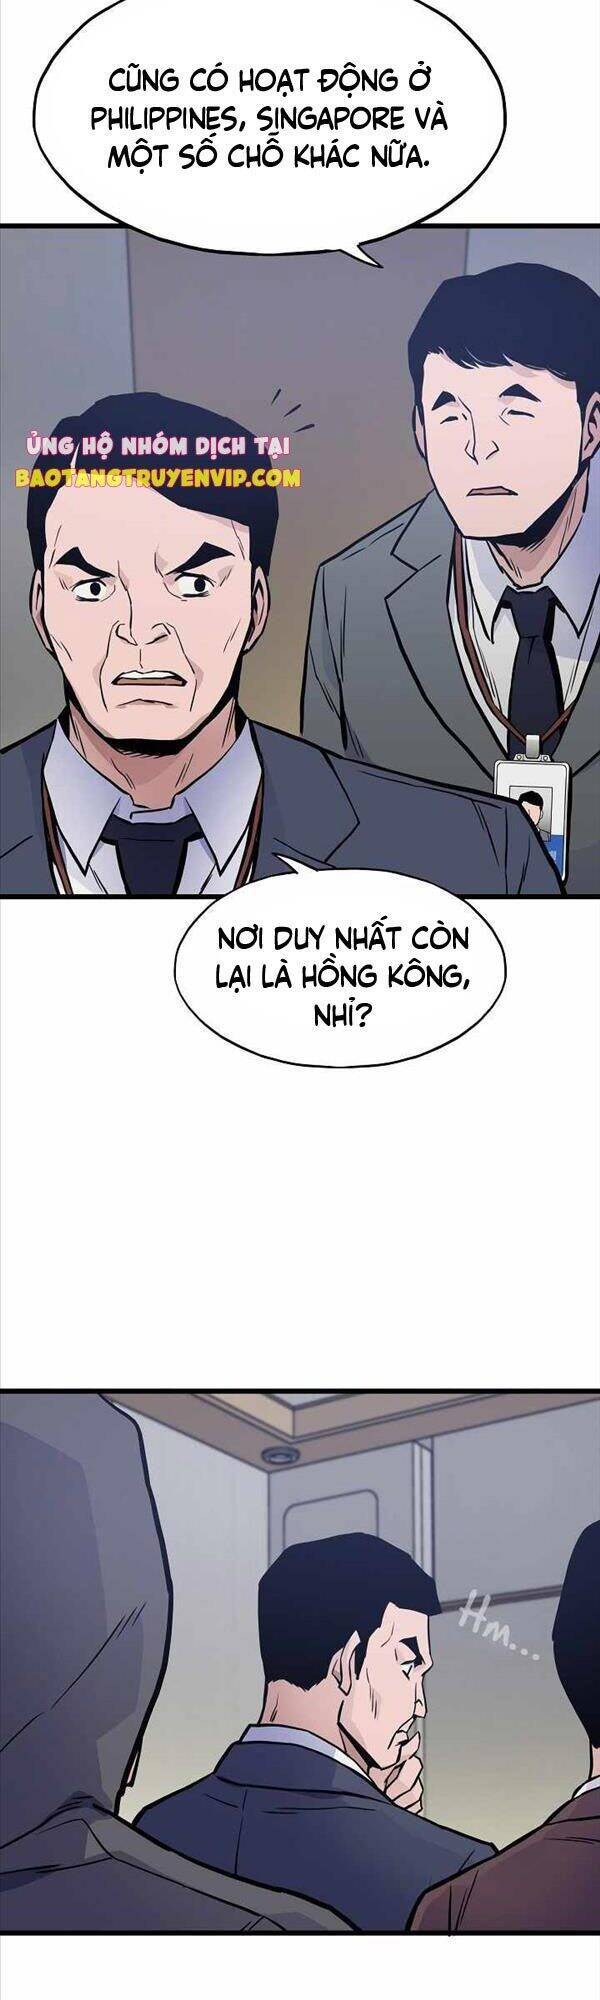 CŨNG CÓ HOẠT ĐỘNG Ở
PHILIPPINES, SINGAPORE VÀ
MỘT SỐ CHỖ KHÁC NỮA.
ỦNG HỘ NHÓM DỊCH TẠI
BAOTANGTRUYENVIP.COM
NƠI DUY NHẤT CÒN
LẠI LÀ HỒNG KÔNG,
NHỈ?
HM...